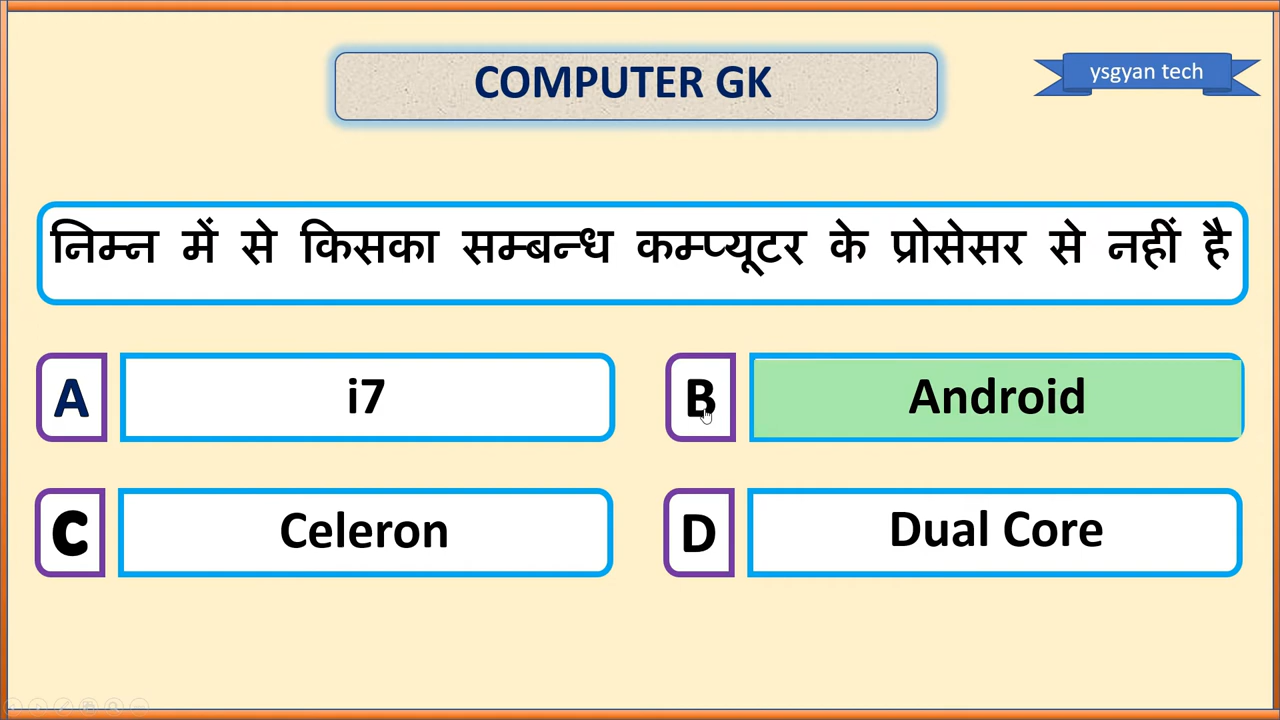 COMPUTER GK
ysgyan tech
निम्न में से किसका सम्बन्ध कम्प्यूटर के प्रोसेसर से नहीं है
A i7
B Android
C Celeron
D Dual Core